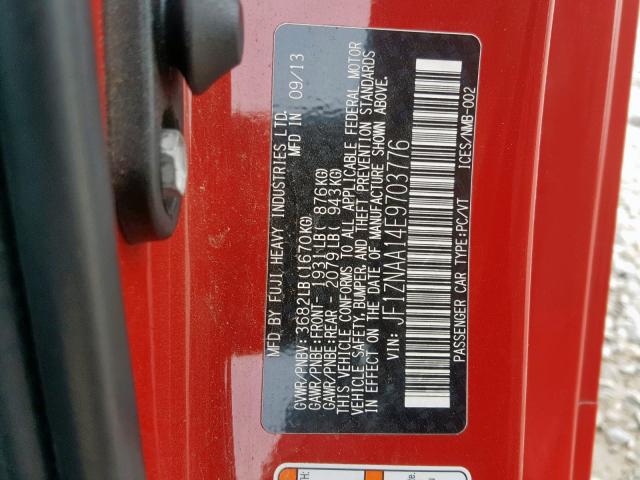 MFD BY FUJI HEAVY INDUSTRIES LTD.
MFD IN 09/13
GVWR/PNBV: 3682LB(1670KG)
GAWR/PNBE:FRONT- 1931LB( 876KG)
GAWR/PNBE:REAR - 2079LB( 943KG)
THIS VEHICLE CONFORMS TO ALL APPLICABLE FEDERAL MOTOR
VEHICLE SAFETY, BUMPER, AND THEFT PREVENTION STANDARDS
IN EFFECT ON THE DATE OF MANUFACTURE SHOWN ABOVE.
VIN: JF1ZNAA14E9703776
PASSENGER CAR TYPE:PC/VT
ICES/NMB-002